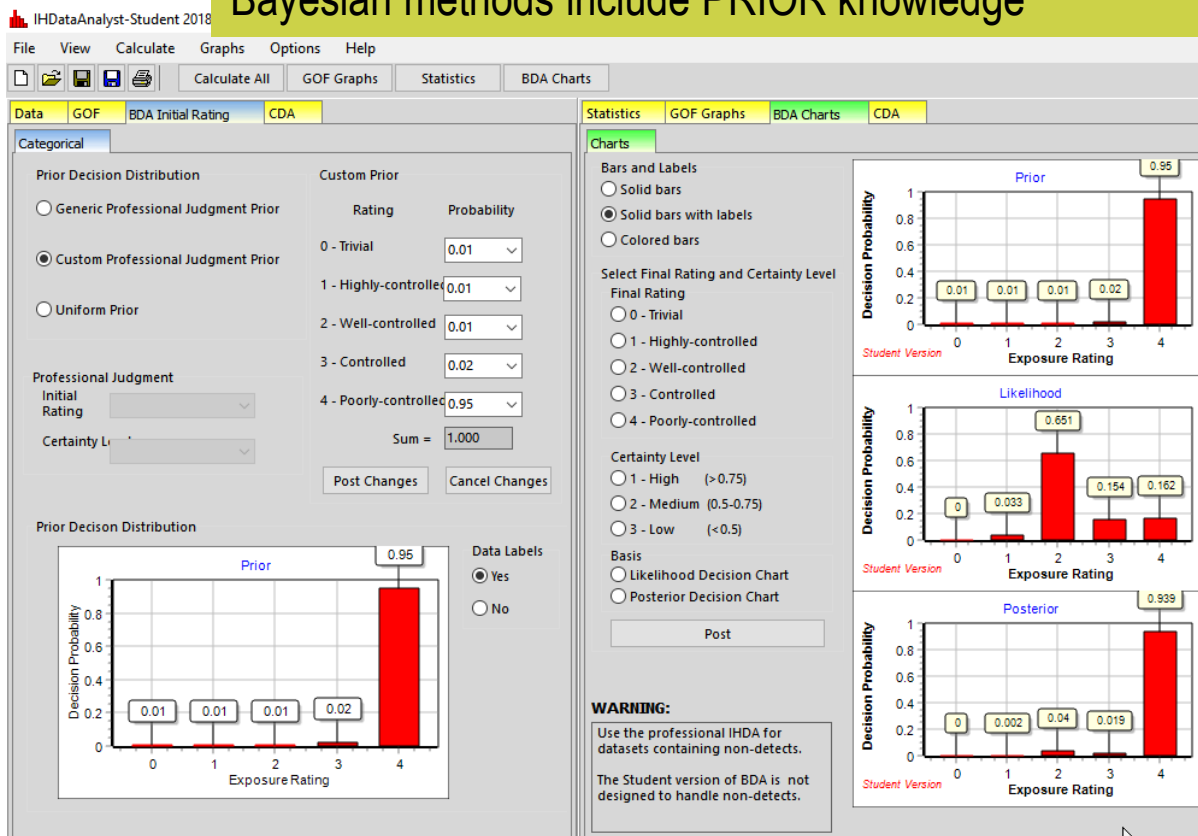 Bayesian methods include PRIOR knowledge
IHDataAnalyst-Student 2018
File View Calculate Graphs Options Help
Calculate All GOF Graphs Statistics BDA Charts
Data GOF BDA Initial Rating CDA
Categorical
Prior Decision Distribution
Generic Professional Judgment Prior
Custom Professional Judgment Prior
Uniform Prior
Custom Prior
Rating Probability
0 - Trivial 0.01
1 - Highly-controlled 0.01
2 - Well-controlled 0.01
3 - Controlled 0.02
4 - Poorly-controlled 0.95
Sum = 1.000
Post Changes Cancel Changes
Professional Judgment
Initial
Rating
Certainty
Prior Decison Distribution
Prior
Decision Probability
1
0.8
0.6
0.4
0.2
0
0.01 0.01 0.01 0.02 0.95
0 1 2 3 4
Exposure Rating
Data Labels
Yes
No
Statistics GOF Graphs BDA Charts CDA
Charts
Bars and Labels
Solid bars
Solid bars with labels
Colored bars
Select Final Rating and Certainty Level
Final Rating
0 - Trivial
1 - Highly-controlled
2 - Well-controlled
3 - Controlled
4 - Poorly-controlled
Certainty Level
1 - High (>0.75)
2 - Medium (0.5-0.75)
3 - Low (<0.5)
Basis
Likelihood Decision Chart
Posterior Decision Chart
Post
WARNING:
Use the professional IHDA for
datasets containing non-detects.
The Student version of BDA is not
designed to handle non-detects.
Prior
Decision Probability
1
0.8
0.6
0.4
0.2
0
0.01 0.01 0.01 0.02 0.95
0 1 2 3 4
Student Version
Exposure Rating
Likelihood
Decision Probability
1
0.8
0.6
0.4
0.2
0
0 0.033 0.651 0.154 0.162
0 1 2 3 4
Student Version
Exposure Rating
Posterior
Decision Probability
1
0.8
0.6
0.4
0.2
0
0 0.002 0.04 0.019 0.939
0 1 2 3 4
Student Version
Exposure Rating